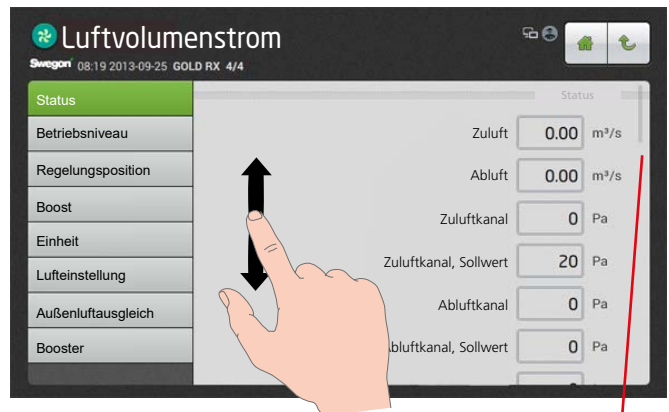 Luftvolumenstrom
Swegon 08:19 2013-09-25 GOLD RX 4/4
Status
Betriebsniveau
Regelungsposition
Boost
Einheit
Lufteinstellung
Außenluftausgleich
Booster
Status
Zuluft 0.00 m³/s
Abluft 0.00 m³/s
Zuluftkanal 0 Pa
Zuluftkanal, Sollwert 20 Pa
Abluftkanal 0 Pa
bluftkanal, Sollwert 0 Pa